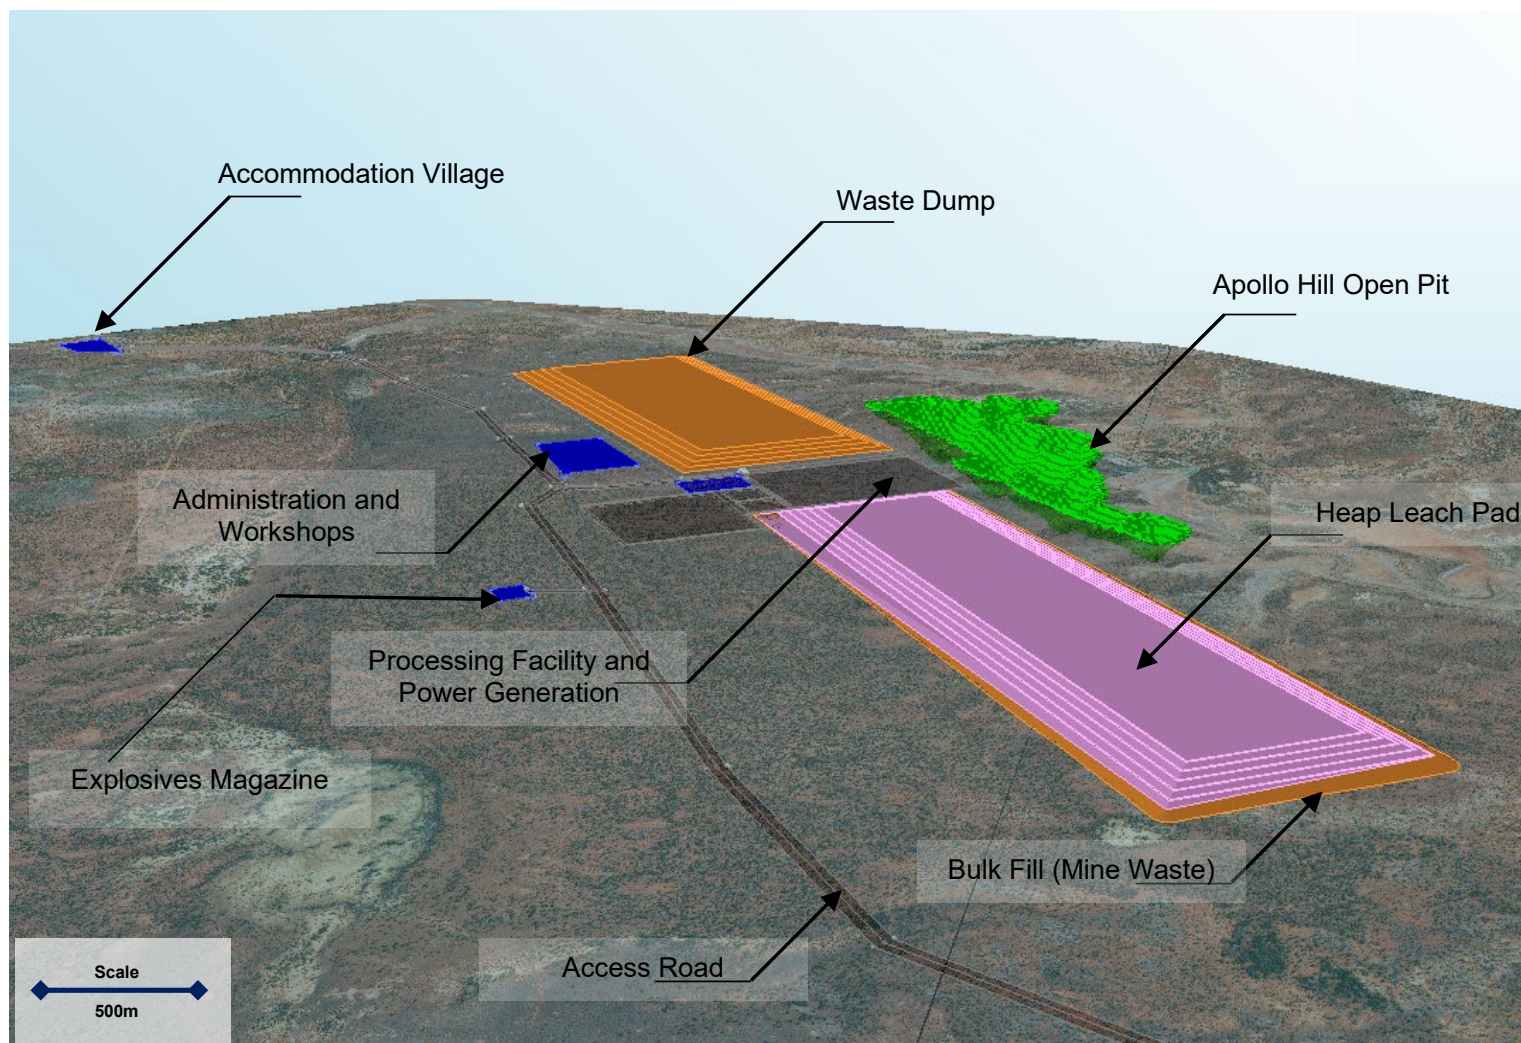 Accommodation Village
Waste Dump
Apollo Hill Open Pit
Administration and
Workshops
Heap Leach Pad
Processing Facility and
Power Generation
Explosives Magazine
Bulk Fill (Mine Waste)
Access Road
Scale
500m